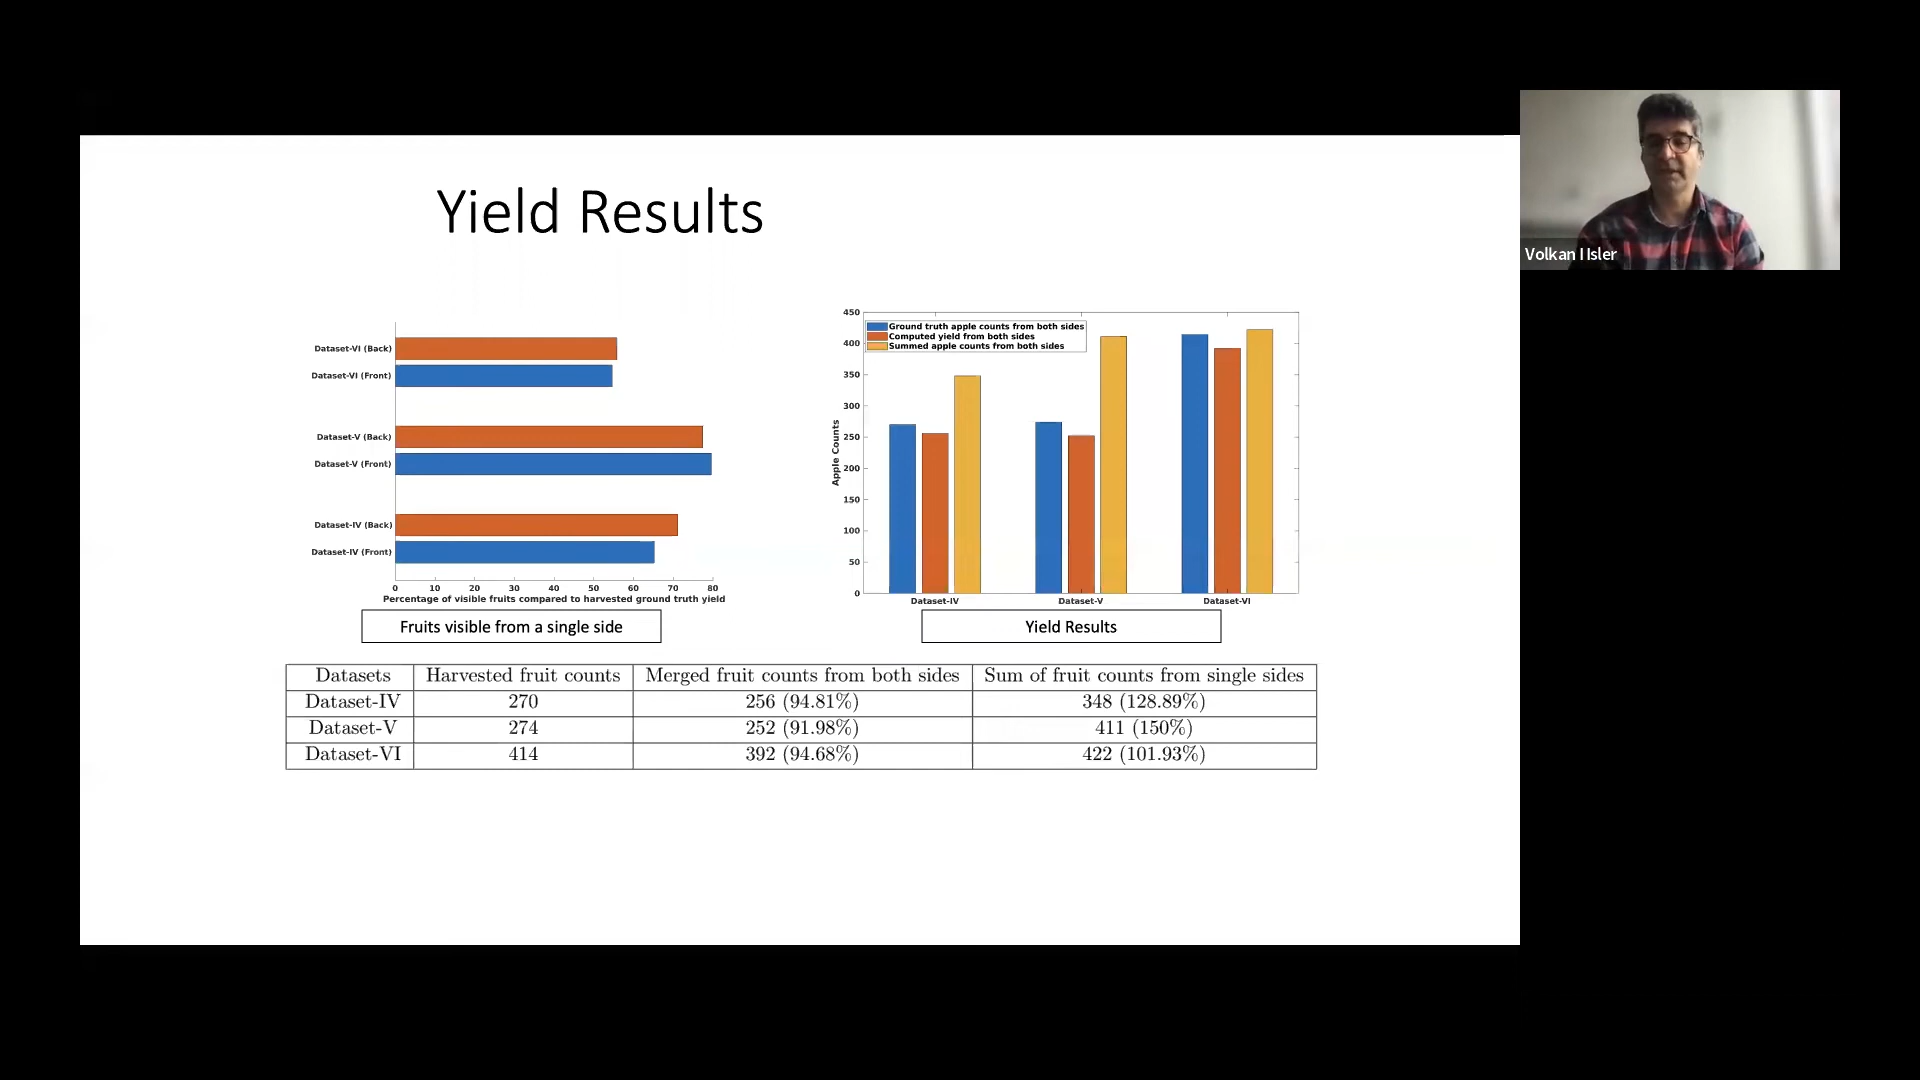 Yield Results
Dataset-VI (Back)
Dataset-VI (Front)
Dataset-V (Back)
Dataset-V (Front)
Dataset-IV (Back)
Dataset-IV (Front)
0 10 20 30 40 50 60 70 80
Percentage of visible fruits compared to harvested ground truth yield
Fruits visible from a single side
450
400
350
300
250
200
150
100
50
0
Apple Counts
Ground truth apple counts from both sides
Computed yield from both sides
Summed apple counts from both sides
Dataset-IV Dataset-V Dataset-VI
Yield Results
Datasets Harvested fruit counts Merged fruit counts from both sides Sum of fruit counts from single sides
Dataset-IV 270 256 (94.81%) 348 (128.89%)
Dataset-V 274 252 (91.98%) 411 (150%)
Dataset-VI 414 392 (94.68%) 422 (101.93%)
Volkan Isler